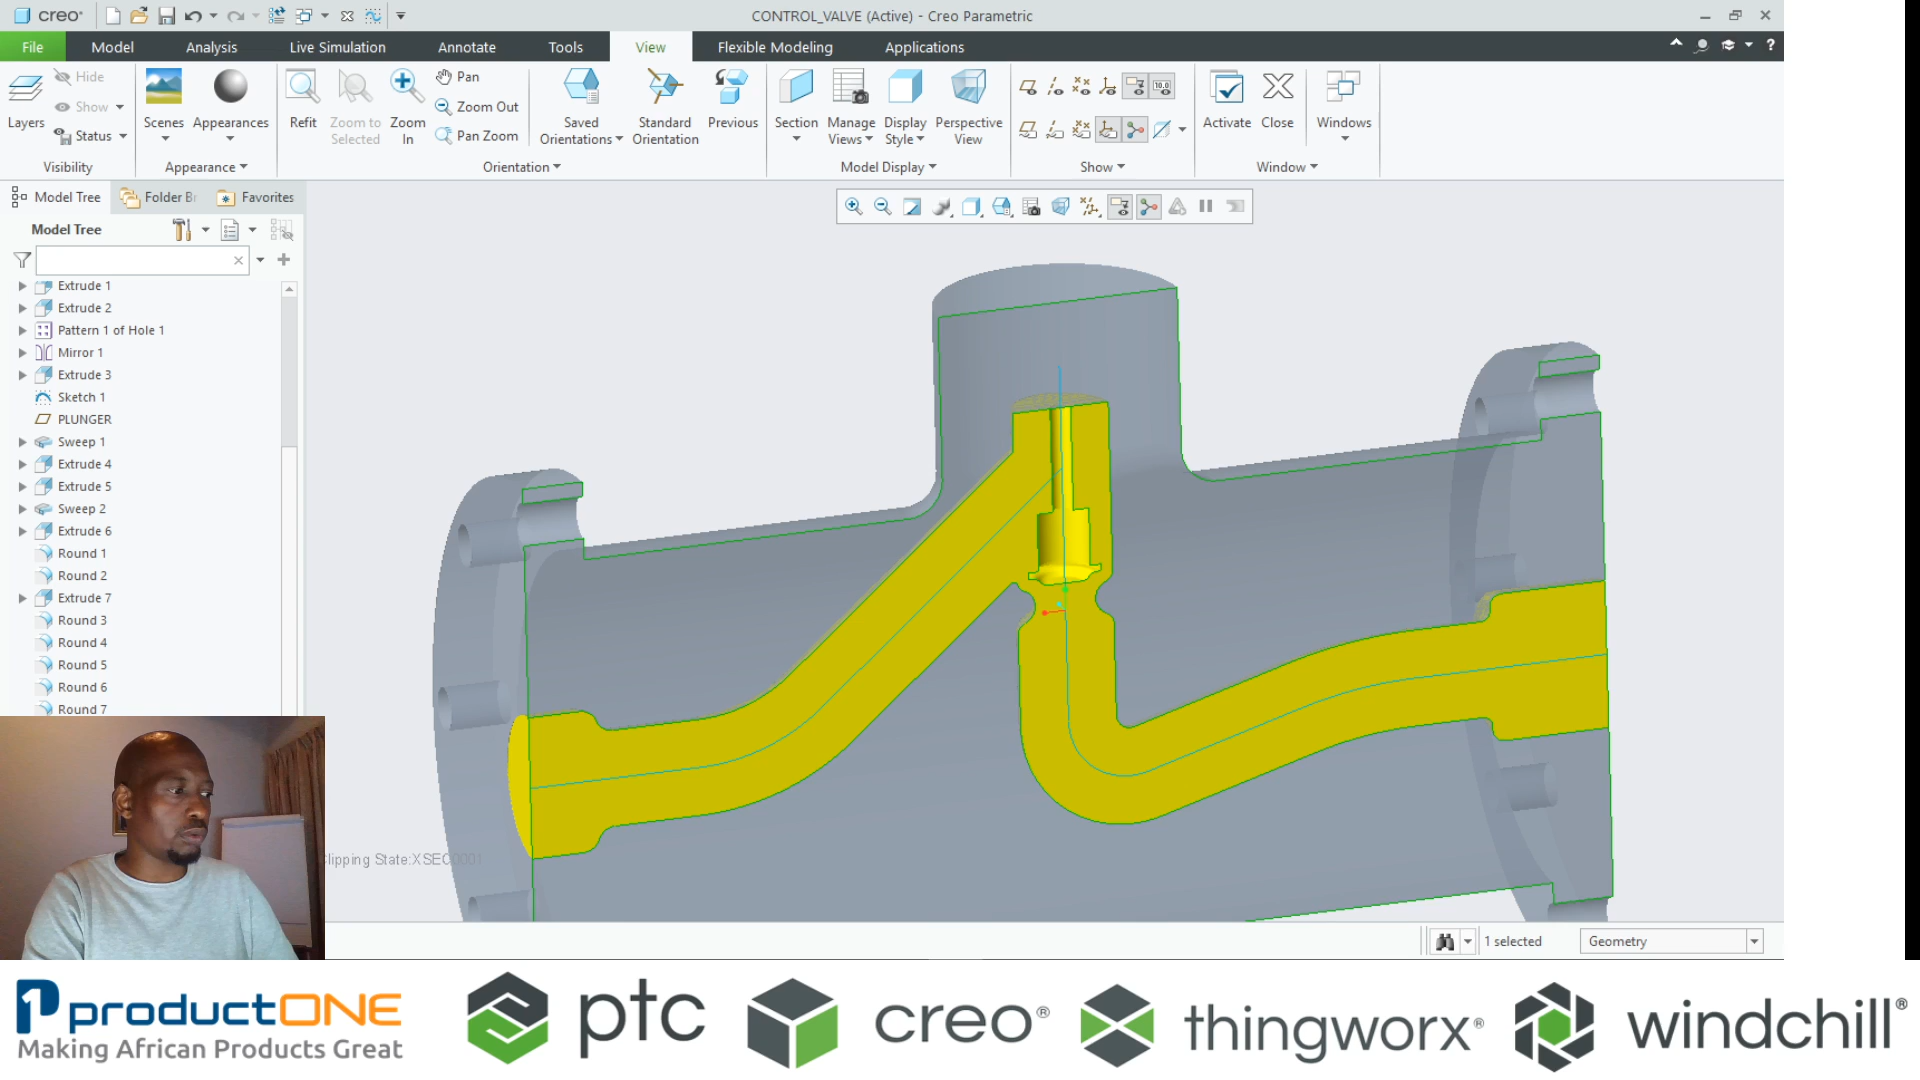 creo®
CONTROL_VALVE (Active) - Creo Parametric
File Model Analysis Live Simulation Annotate Tools View Flexible Modeling Applications
Layers
Hide
Show
Status
Visibility
Scenes
Appearances
Appearance
Refit
Zoom to Selected
Zoom In
Pan
Zoom Out
Pan Zoom
Saved Orientations
Standard Orientation
Previous
Orientation
Section
Manage Views
Display Style
Perspective View
Model Display
Show
Activate
Close
Windows
Window
Model Tree
Folder Br
Favorites
Model Tree
Extrude 1
Extrude 2
Pattern 1 of Hole 1
Mirror 1
Extrude 3
Sketch 1
PLUNGER
Sweep 1
Extrude 4
Extrude 5
Sweep 2
Extrude 6
Round 1
Round 2
Extrude 7
Round 3
Round 4
Round 5
Round 6
Round 7
lipping State:XSEC0001
1 selected
Geometry
productONE
Making African Products Great
ptc
creo®
thingworx®
windchill®